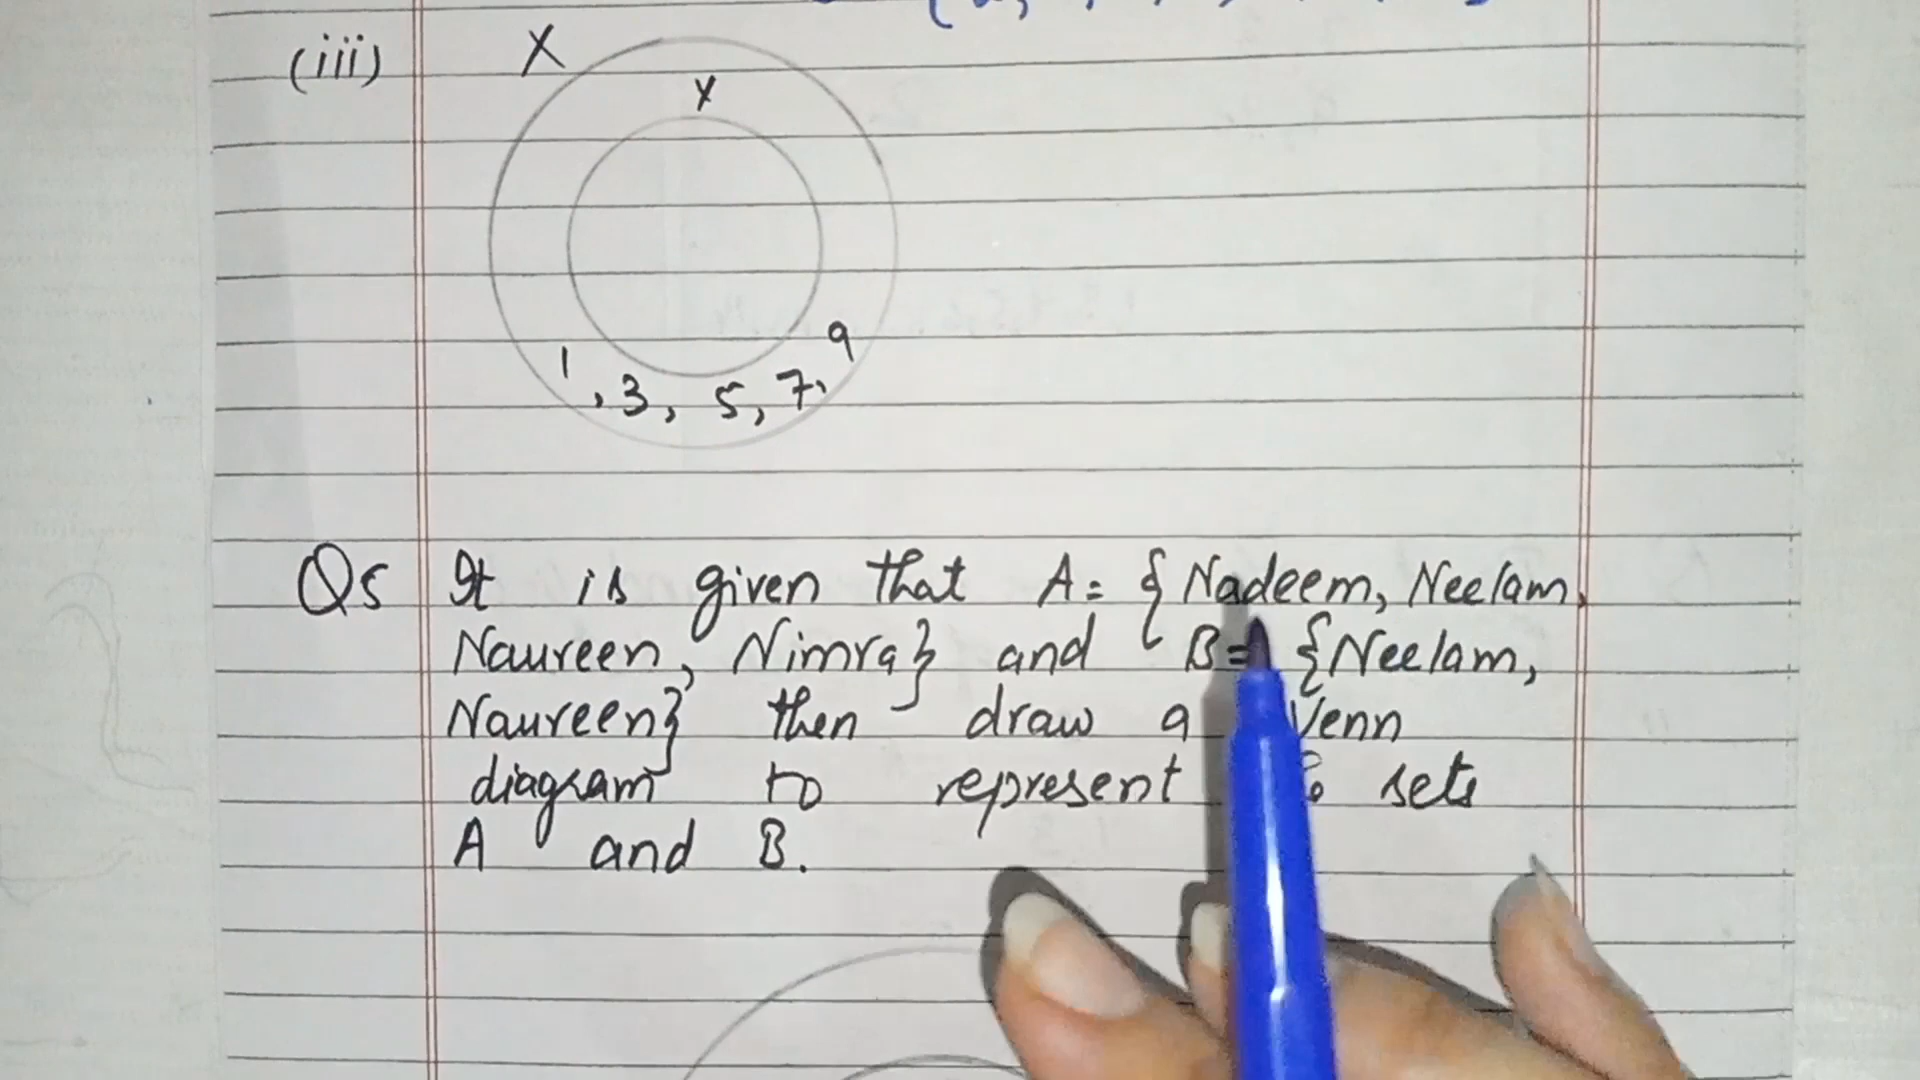 (iii)
X
Y
1, 3, 5, 7, 9
Q5 It is given that A= {Nadeem, Neelam,
Naureen, Nimra} and B= {Neelam,
Naureen} then draw a Venn
diagram to represent sets
A and B.